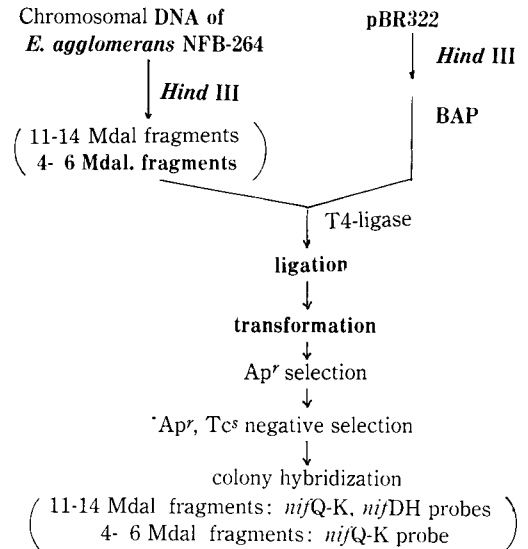 Chromosomal DNA of
E. agglomerans NFB-264
pBR322
Hind III
Hind III
BAP
11-14 Mdal fragments
4- 6 Mdal. fragments
T4-ligase
ligation
transformation
Apr selection
Apr, Tcs negative selection
colony hybridization
11-14 Mdal fragments: nifQ-K, nifDH probes
4- 6 Mdal fragments: nifQ-K probe